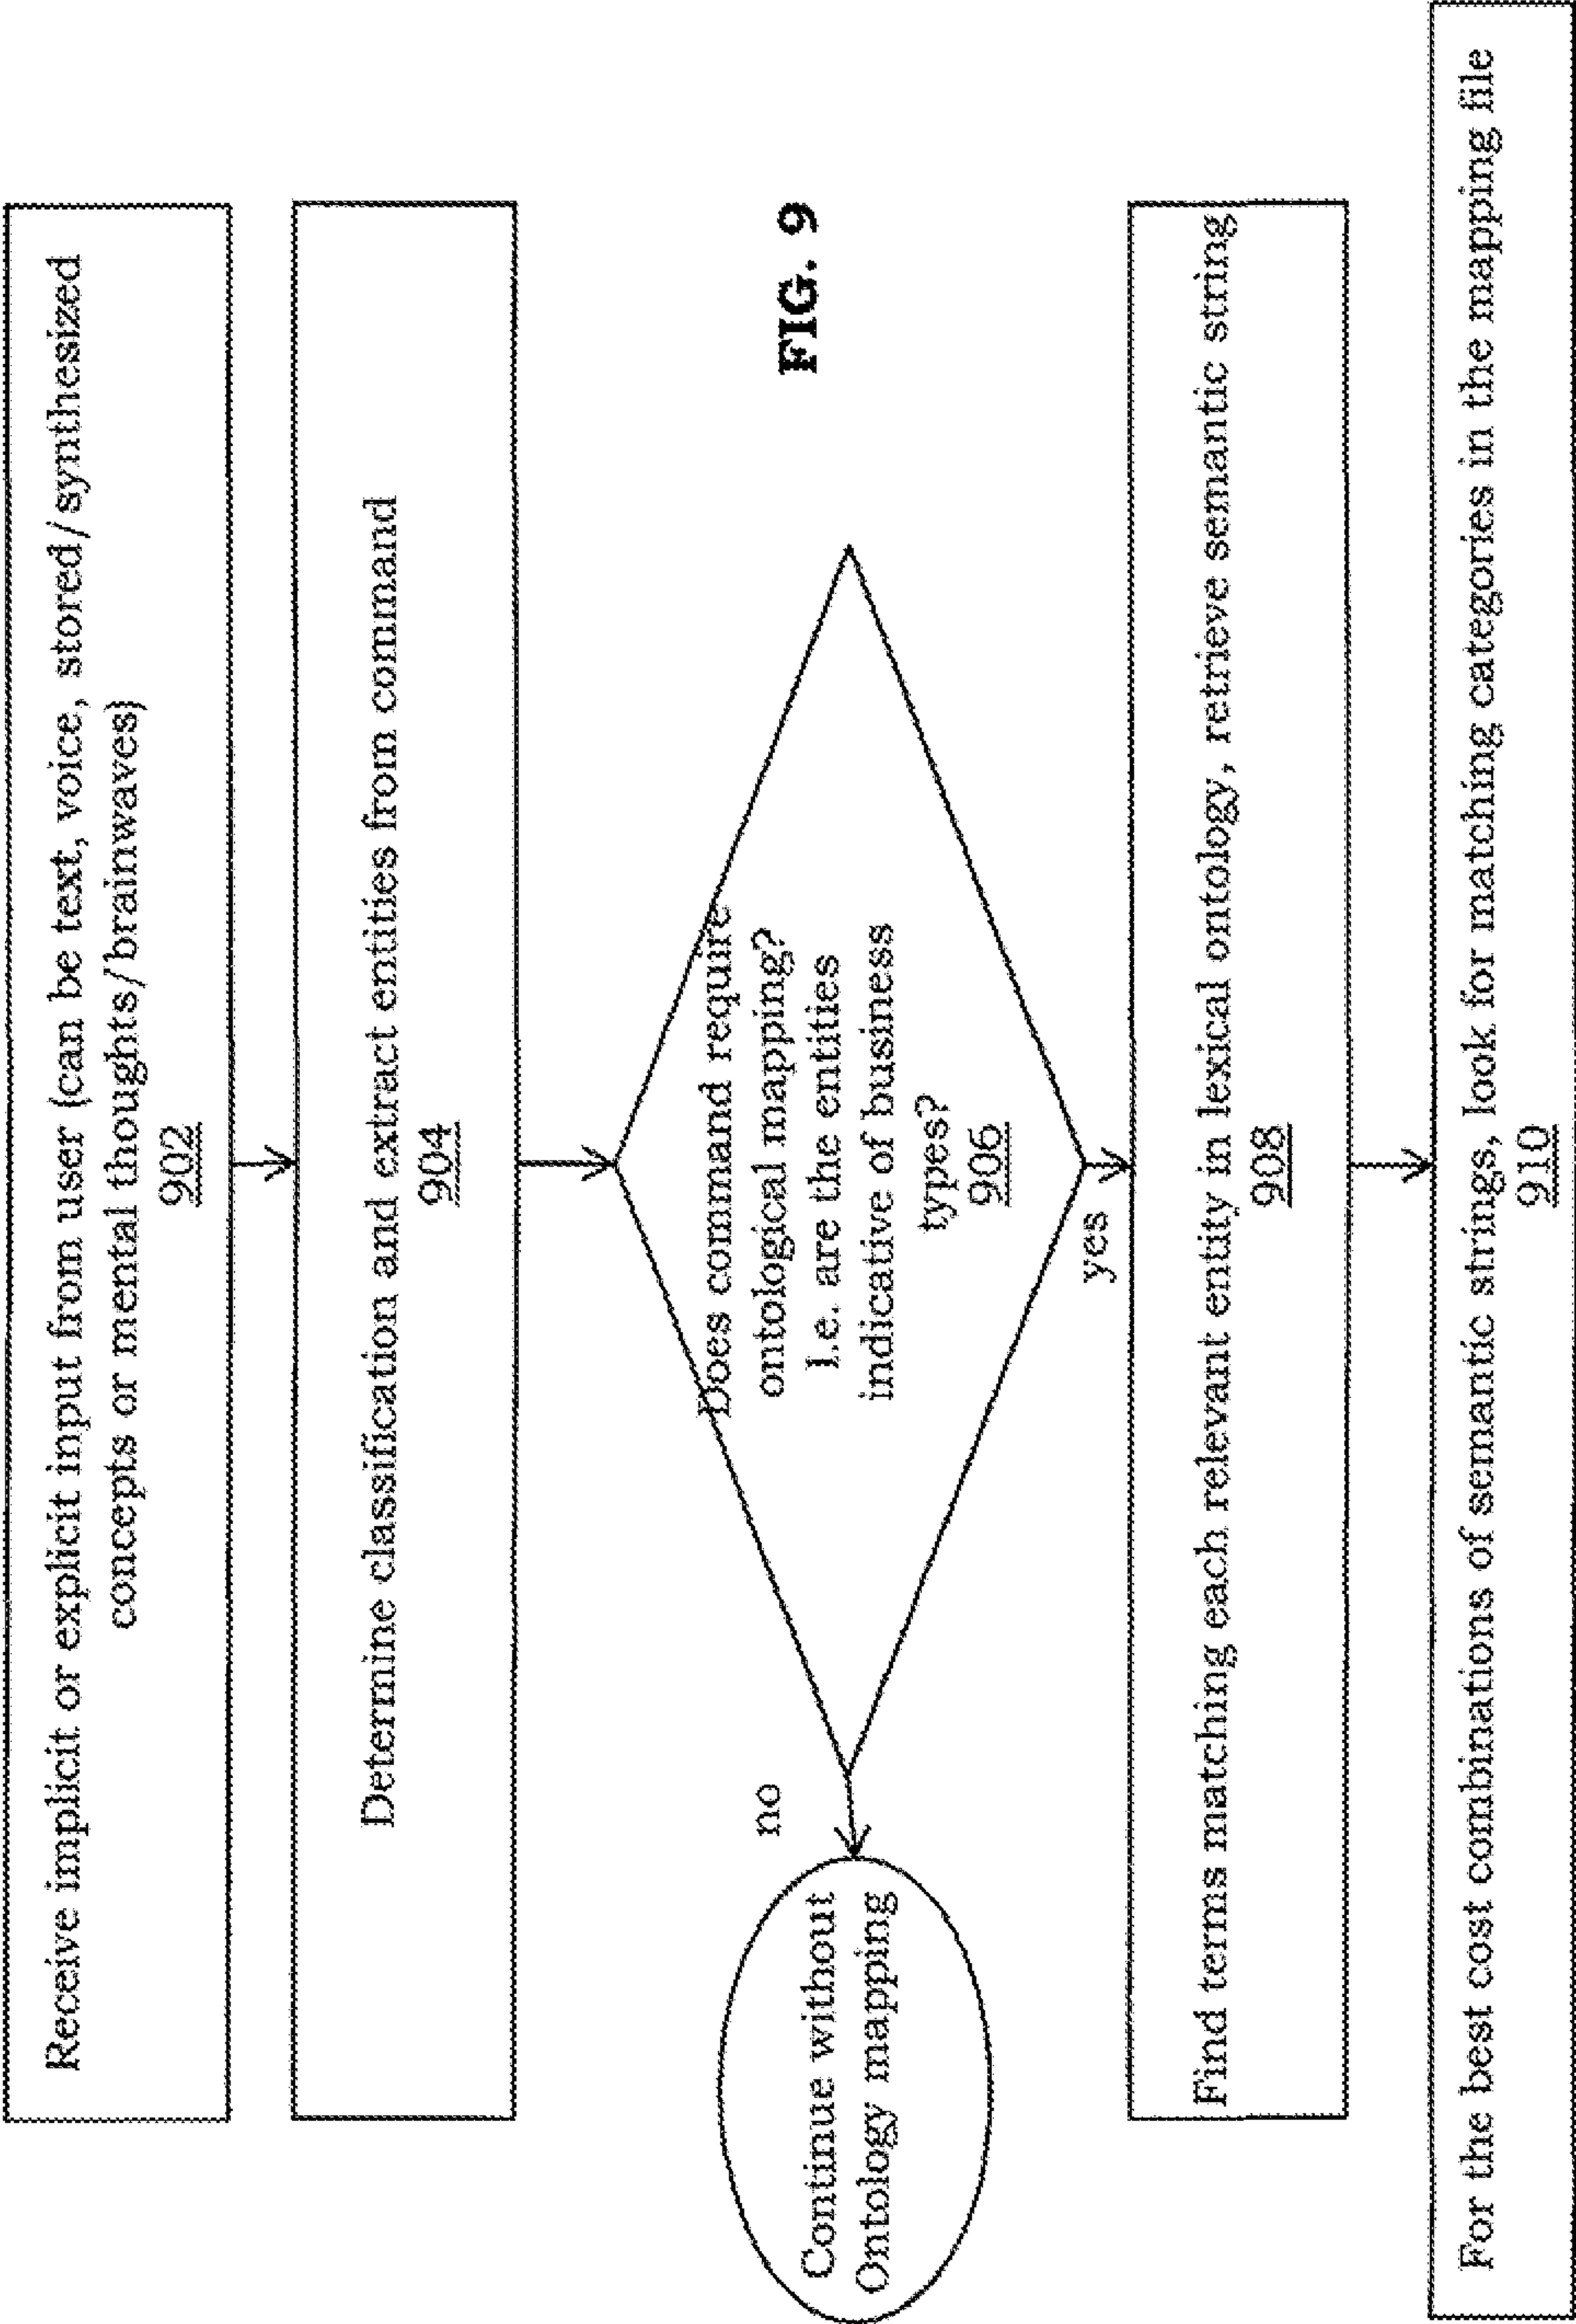 Receive implicit or explicit input from user (can be text, voice, stored/synthesized
concepts or mental thoughts/brainwaves)
902
Determine classification and extract entities from command
904
FIG. 9
Does command require
ontological mapping?
I.e. are the entities
indicative of business
types?
906
no
Continue without
Ontology mapping
yes
Find terms matching each relevant entity in lexical ontology, retrieve semantic string
908
For the best cost combinations of semantic strings, look for matching categories in the mapping file
910